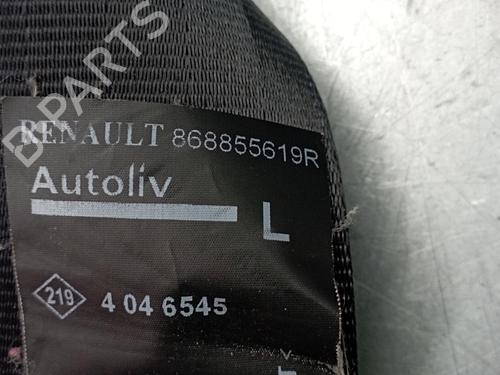 B-PARTS
RENAULT 868855619R
Autoliv
L
219 4 04 6545